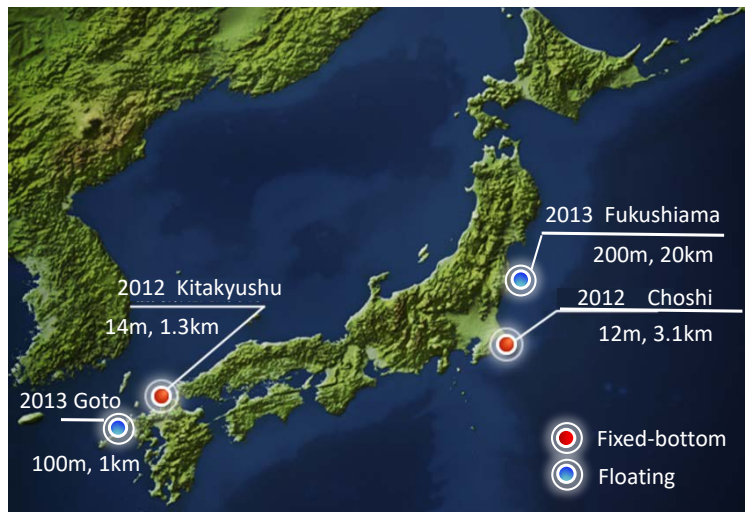 2013 Fukushiama
200m, 20km
2012 Kitakyushu
14m, 1.3km
2012 Choshi
12m, 3.1km
2013 Goto
100m, 1km
Fixed-bottom
Floating